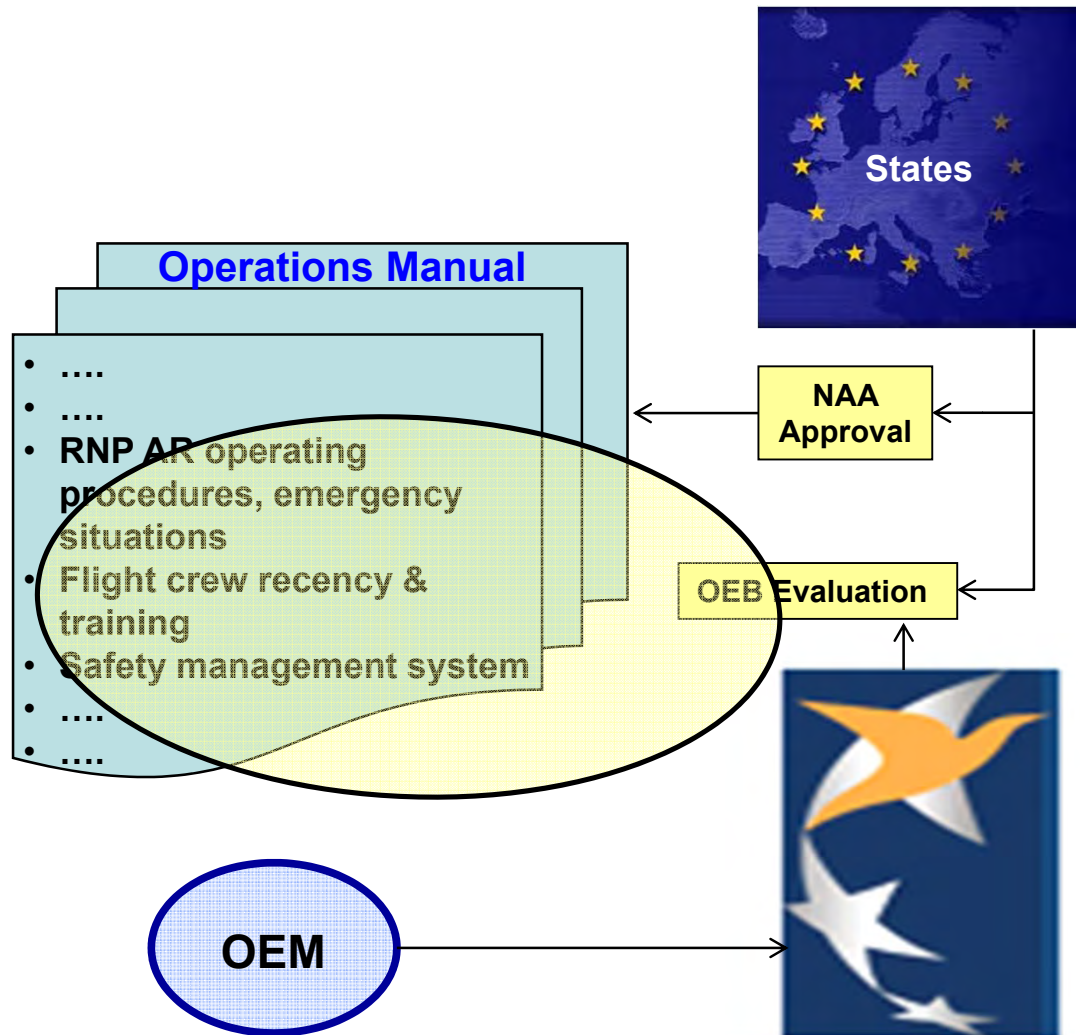 States
Operations Manual
• ....
• ....
• RNP AR operating
procedures, emergency
situations
• Flight crew recency &
training
• Safety management system
• ....
• ....
NAA
Approval
OEB Evaluation
OEM